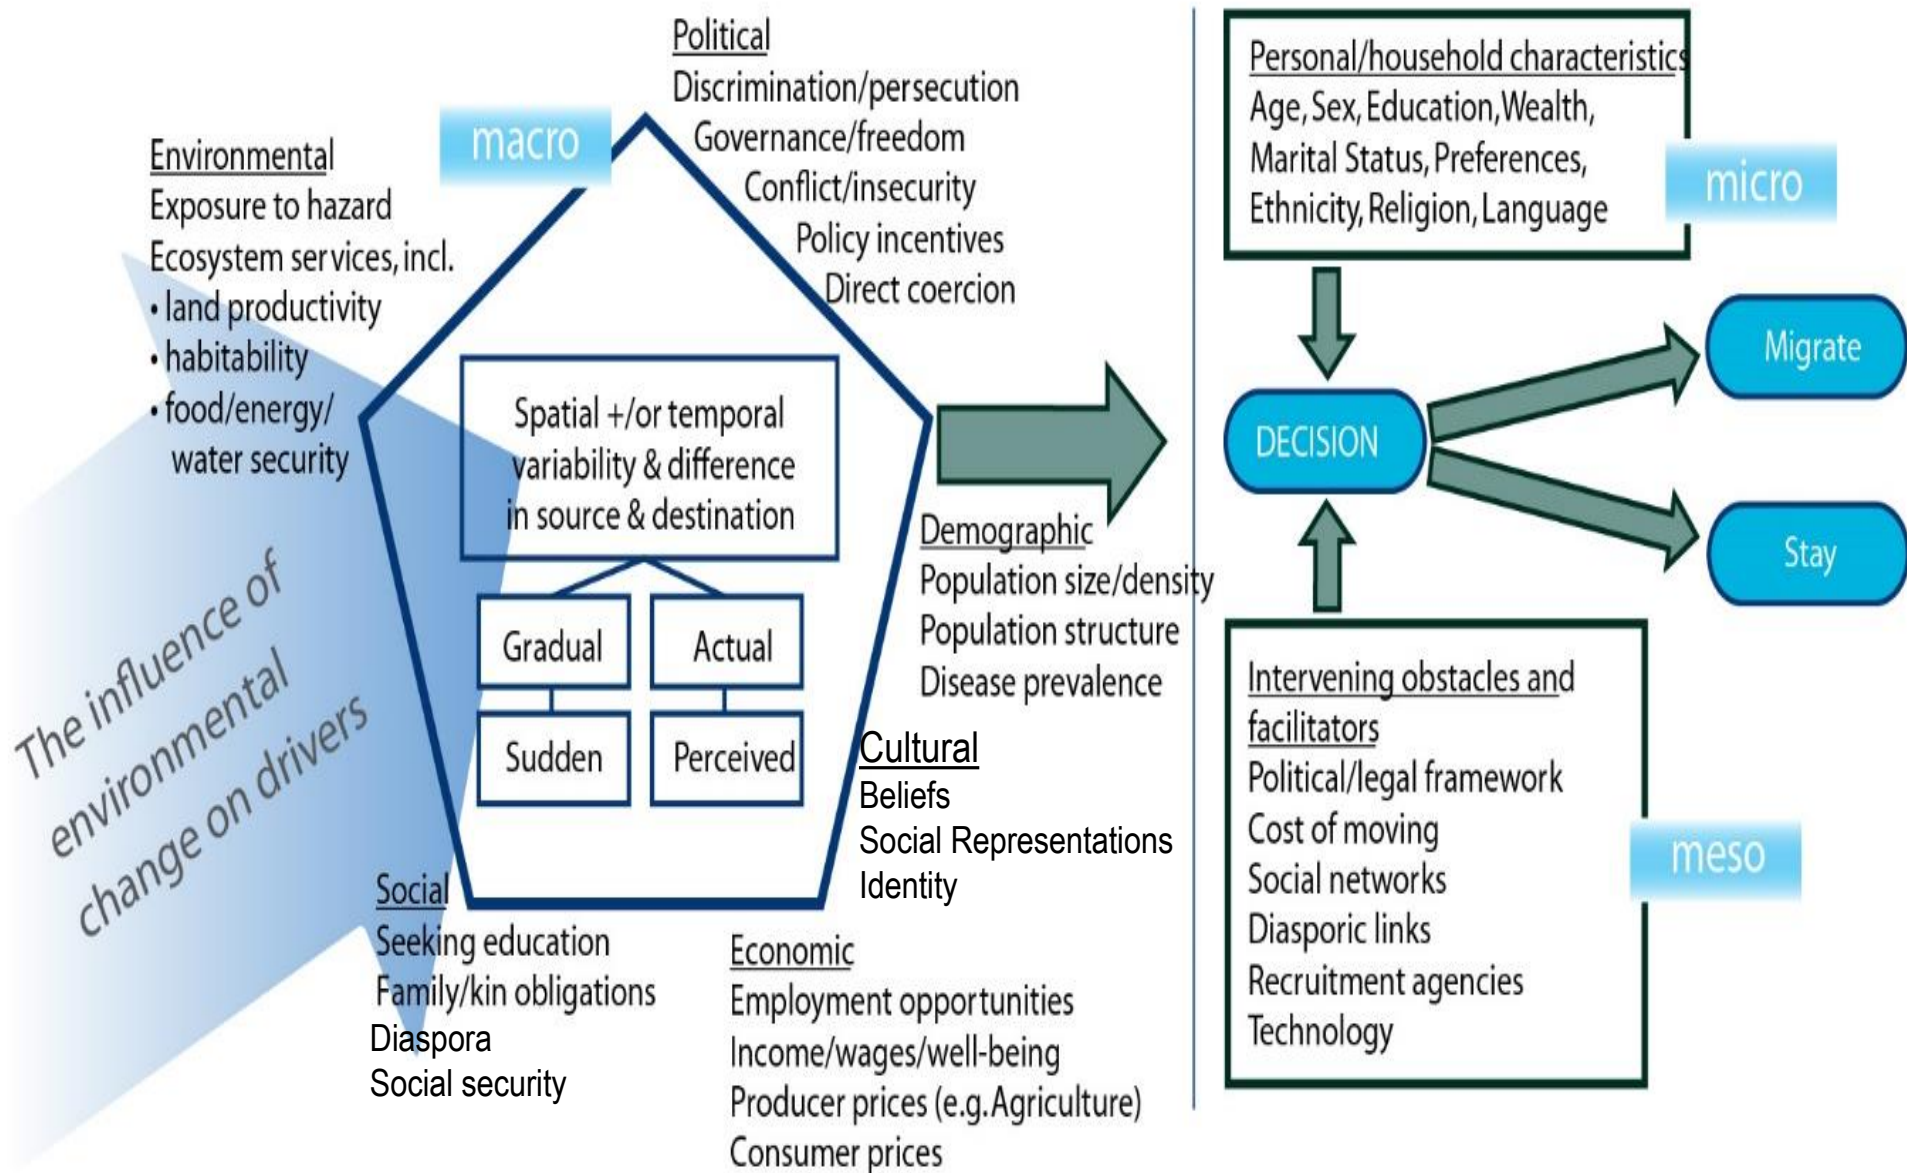 Political
Discrimination/persecution
Governance/freedom
Conflict/insecurity
Policy incentives
Direct coercion
macro
Environmental
Exposure to hazard
Ecosystem services, incl.
• land productivity
• habitability
• food/energy/
water security
The influence of
environmental
change on drivers
Spatial +/or temporal
variability & difference
in source & destination
Gradual
Actual
Sudden
Perceived
Demographic
Population size/density
Population structure
Disease prevalence
Cultural
Beliefs
Social Representations
Identity
Social
Seeking education
Family/kin obligations
Diaspora
Social security
Economic
Employment opportunities
Income/wages/well-being
Producer prices (e.g. Agriculture)
Consumer prices
Personal/household characteristics
Age, Sex, Education, Wealth,
Marital Status, Preferences,
Ethnicity, Religion, Language
micro
DECISION
Migrate
Stay
Intervening obstacles and
facilitators
Political/legal framework
Cost of moving
Social networks
Diasporic links
Recruitment agencies
Technology
meso